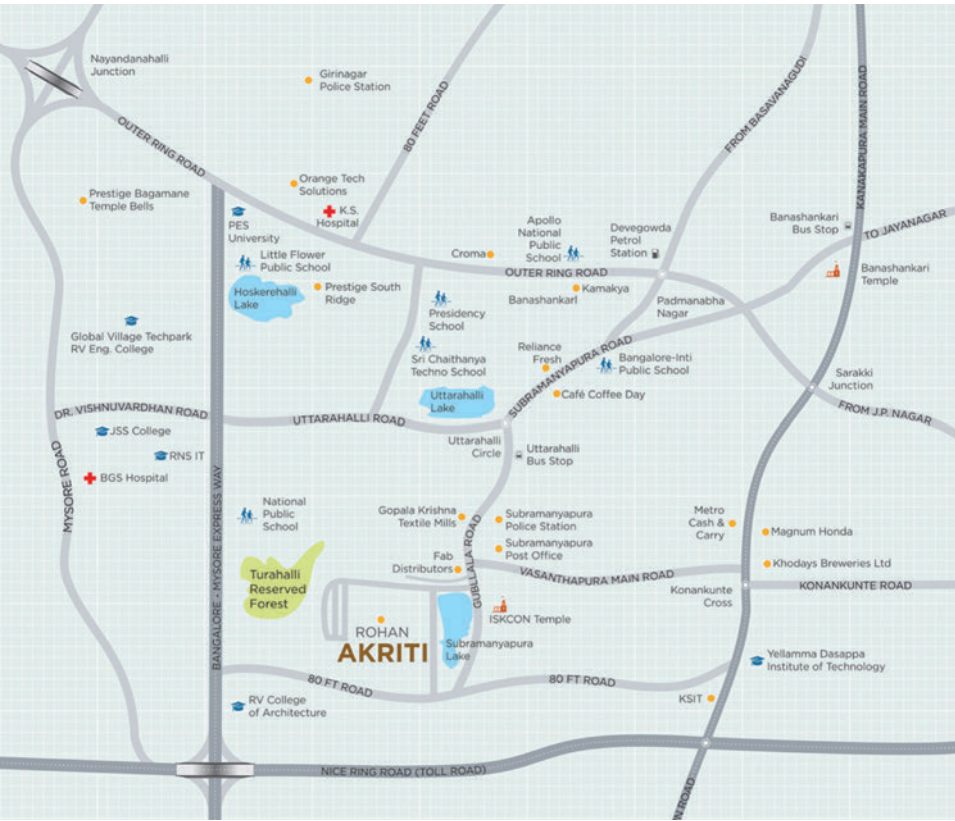 Nayandanahalli
Junction
Girinagar
Police Station
OUTER RING ROAD
80 FEET ROAD
FROM BASAVANAGUDI
KANAKAPURA MAIN ROAD
Orange Tech
Solutions
Prestige Bagamane
Temple Bells
K.S.
Hospital
PES
University
Apollo
National
Public
School
Devegowda
Petrol
Station
Banashankari
Bus Stop
TO JAYANAGAR
Little Flower
Public School
Croma
OUTER RING ROAD
Banashankari
Temple
Hoskerehalli
Lake
Prestige South
Ridge
Kamakya
BanashankarI
Padmanabha
Nagar
Presidency
School
Global Village Techpark
RV Eng. College
Sri Chaithanya
Techno School
Reliance
Fresh
SUBRAMANYAPURA ROAD
Bangalore-Inti
Public School
Sarakki
Junction
Uttarahalli
Lake
Café Coffee Day
DR. VISHNUVARDHAN ROAD
UTTARAHALLI ROAD
FROM J.P. NAGAR
JSS College
Uttarahalli
Circle
Uttarahalli
Bus Stop
RNS IT
MYSORE ROAD
BGS Hospital
BANGALORE - MYSORE EXPRESS WAY
National
Public
School
Gopala Krishna
Textile Mills
Subramanyapura
Police Station
Metro
Cash &
Carry
Magnum Honda
Subramanyapura
Post Office
Fab
Distributors
GUBLLALA ROAD
VASANTHAPURA MAIN ROAD
Khodays Breweries Ltd
Turahalli
Reserved
Forest
Konankunte
Cross
KONANKUNTE ROAD
ISKCON Temple
ROHAN
AKRITI
Subramanyapura
Lake
Yellamma Dasappa
Institute of Technology
80 FT ROAD
80 FT ROAD
KSIT
RV College
of Architecture
NICE RING ROAD (TOLL ROAD)